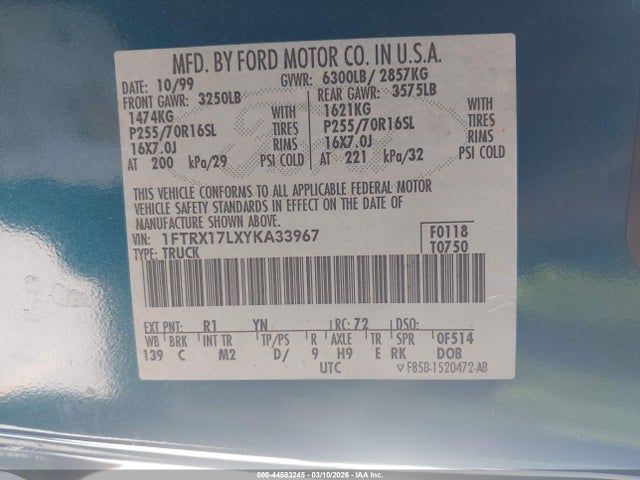 MFD. BY FORD MOTOR CO. IN U.S.A.
DATE: 10/99 GVWR: 6300LB/ 2857KG
FRONT GAWR: 3250LB REAR GAWR: 3575LB
1474KG WITH 1621KG WITH
P255/70R16SL TIRES P255/70R16SL TIRES
16X7.0J RIMS 16X7.0J RIMS
AT 200 kPa/29 PSI COLD AT 221 kPa/32 PSI COLD
THIS VEHICLE CONFORMS TO ALL APPLICABLE FEDERAL MOTOR
VEHICLE SAFETY STANDARDS IN EFFECT ON THE DATE OF
MANUFACTURE SHOWN ABOVE.
VIN: 1FTRX17LXYKA33967 F0118
TYPE: TRUCK T0750
EXT PNT: R1 YN RC: 72 DSO:
WB BRK INT TR TP/PS R AXLE TR SPR 0F514
139 C M2 D/ 9 H9 E RK DOB
UTC ▽ F85B-1520472-AB
000-44583245 - 03/10/2026 - IAA Inc.